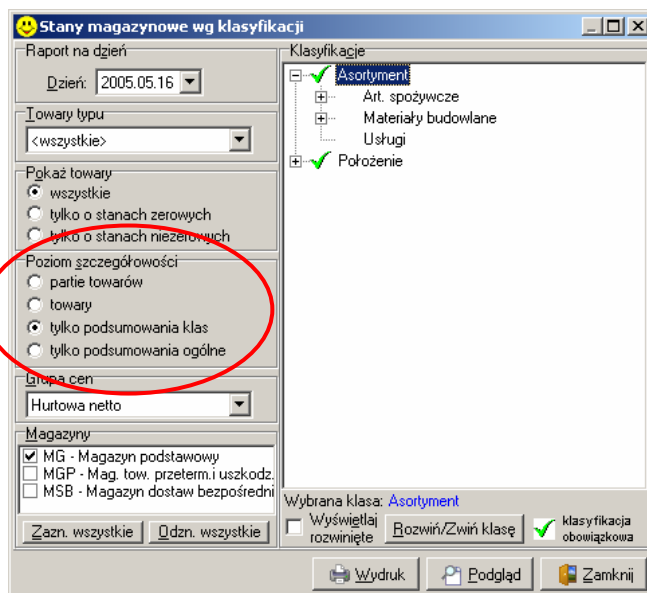 Stany magazynowe wg klasyfikacji
Raport na dzień
Dzień: 2005.05.16
Towary typu
<wszystkie>
Pokaż towary
wszystkie
tylko o stanach zerowych
tylko o stanach niezerowych
Poziom szczegółowości
partie towarów
towary
tylko podsumowania klas
tylko podsumowania ogólne
Grupa cen
Hurtowa netto
Magazyny
MG - Magazyn podstawowy
MGP - Mag. tow. przeterm.i uszkodz.
MSB - Magazyn dostaw bezpośredni
Zazn. wszystkie Odzn. wszystkie
Klasyfikacje
Asortyment
Art. spożywcze
Materiały budowlane
Usługi
Położenie
Wybrana klasa: Asortyment
Wyświetlaj
rozwinięte
Rozwiń/Zwiń klasę
klasyfikacja
obowiązkowa
Wydruk Podgląd Zamknij